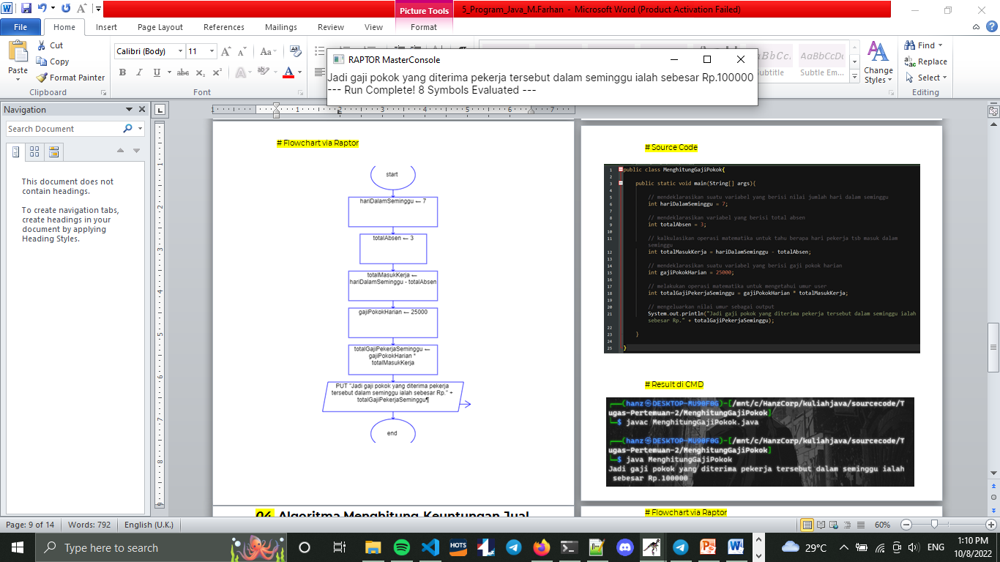 Picture Tools
5_Program_Java_M.Farhan - Microsoft Word (Product Activation Failed)
File
Home
Insert
Page Layout
References
Mailings
Review
View
Format
Paste
Cut
Copy
Format Painter
Clipboard
Calibri (Body)
11
Font
AaBbCc.
AaBbCcDc
Subtitle
Subtle Em...
Change
Styles
Find
Replace
Select
Editing
RAPTOR MasterConsole
Jadi gaji pokok yang diterima pekerja tersebut dalam seminggu ialah sebesar Rp.100000
--- Run Complete! 8 Symbols Evaluated ---
Navigation
Search Document
This document does not
contain headings.
To create navigation tabs,
create headings in your
document by applying
Heading Styles.
# Flowchart via Raptor
start
hariDalamSeminggu ← 7
totalAbsen ← 3
totalMasukKerja ←
hariDalamSeminggu - totalAbsen
gajiPokokHarian ← 25000
totalGajiPekerjaSeminggu ←
gajiPokokHarian *
totalMasukKerja
PUT "Jadi gaji pokok yang diterima pekerja
tersebut dalam seminggu ialah sebesar Rp." +
totalGajiPekerjaSeminggu¶
end
04. Algoritma Menghitung Keuntungan Jual
# Source Code
1 public class MenghitungGajiPokok{
2
3 public static void main(String[] args){
4
5 // mendeklarasikan suatu variabel yang berisi nilai jumlah hari dalam seminggu
6 int hariDalamSeminggu = 7;
7
8 // mendeklarasikan variabel yang berisi total absen
9 int totalAbsen = 3;
10
11 // kalkulasikan operasi matematika untuk tahu berapa hari pekerja tsb masuk dalam
seminggu
12 int totalMasukKerja = hariDalamSeminggu - totalAbsen;
13
14 // mendeklarasikan suatu variabel yang berisi gaji pokok harian
15 int gajiPokokHarian = 25000;
16
17 // melakukan operasi matematika untuk mengetahui umur user
18 int totalGajiPekerjaSeminggu = gajiPokokHarian * totalMasukKerja;
19
20 // mengeluarkan nilai umur sebagai output
21 System.out.println("Jadi gaji pokok yang diterima pekerja tersebut dalam seminggu ialah
sebesar Rp." + totalGajiPekerjaSeminggu);
22
23 }
24
25 }
# Result di CMD
(hanz㉿DESKTOP-MU90F8G)-[/mnt/c/HanzCorp/kuliahjava/sourcecode/T
ugas-Pertemuan-2/MenghitungGajiPokok]
$ javac MenghitungGajiPokok.java
(hanz㉿DESKTOP-MU90F8G)-[/mnt/c/HanzCorp/kuliahjava/sourcecode/T
ugas-Pertemuan-2/MenghitungGajiPokok]
$ java MenghitungGajiPokok
Jadi gaji pokok yang diterima pekerja tersebut dalam seminggu ialah
sebesar Rp.100000
# Flowchart via Raptor
Page: 9 of 14
Words: 792
English (U.K.)
60%
Type here to search
HOTS
29°C
ENG
1:10 PM
10/8/2022